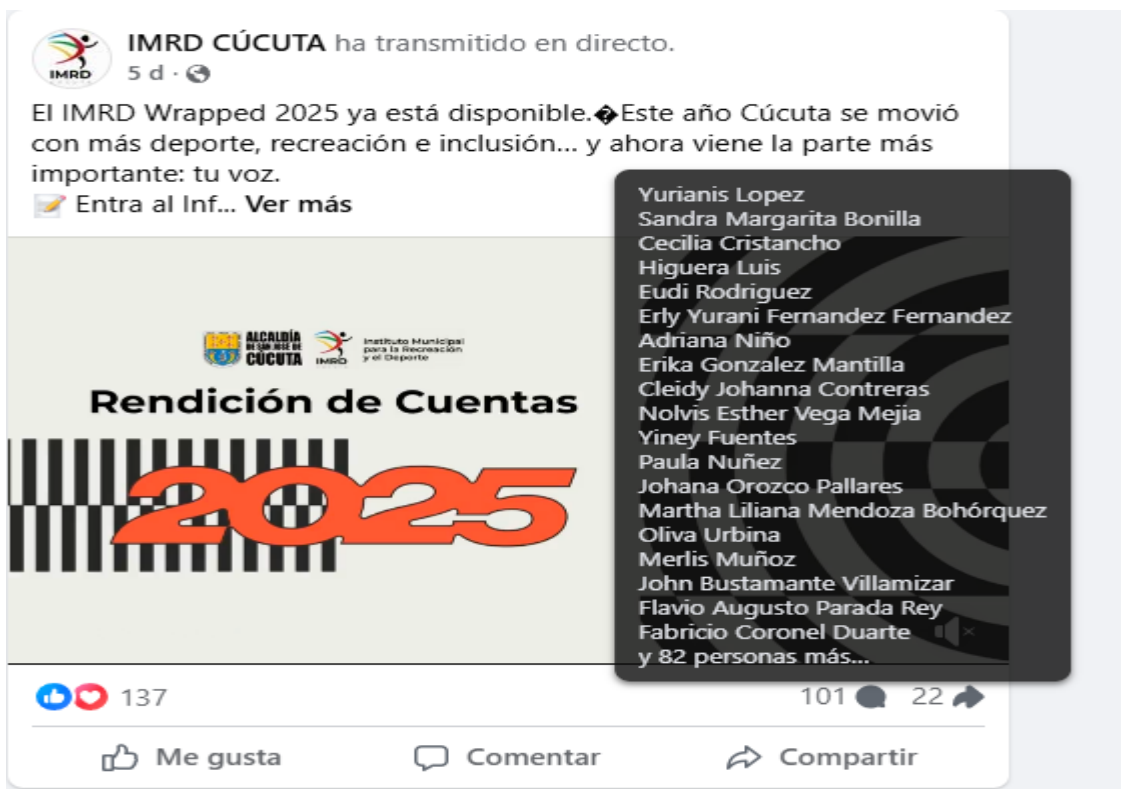 IMRD CÚCUTA ha transmitido en directo.
IMRD
5 d ·
El IMRD Wrapped 2025 ya está disponible.�Este año Cúcuta se movió
con más deporte, recreación e inclusión... y ahora viene la parte más
importante: tu voz.
📝 Entra al Inf... Ver más
ALCALDÍA
DE SAN JOSÉ DE
CÚCUTA
IMRD
Instituto Municipal
para la Recreación
y el Deporte
Rendición de Cuentas
2025
Yurianis Lopez
Sandra Margarita Bonilla
Cecilia Cristancho
Higuera Luis
Eudi Rodriguez
Erly Yurani Fernandez Fernandez
Adriana Niño
Erika Gonzalez Mantilla
Cleidy Johanna Contreras
Nolvis Esther Vega Mejia
Yiney Fuentes
Paula Nuñez
Johana Orozco Pallares
Martha Liliana Mendoza Bohórquez
Oliva Urbina
Merlis Muñoz
John Bustamante Villamizar
Flavio Augusto Parada Rey
Fabricio Coronel Duarte
y 82 personas más...
137
101 22
Me gusta Comentar Compartir